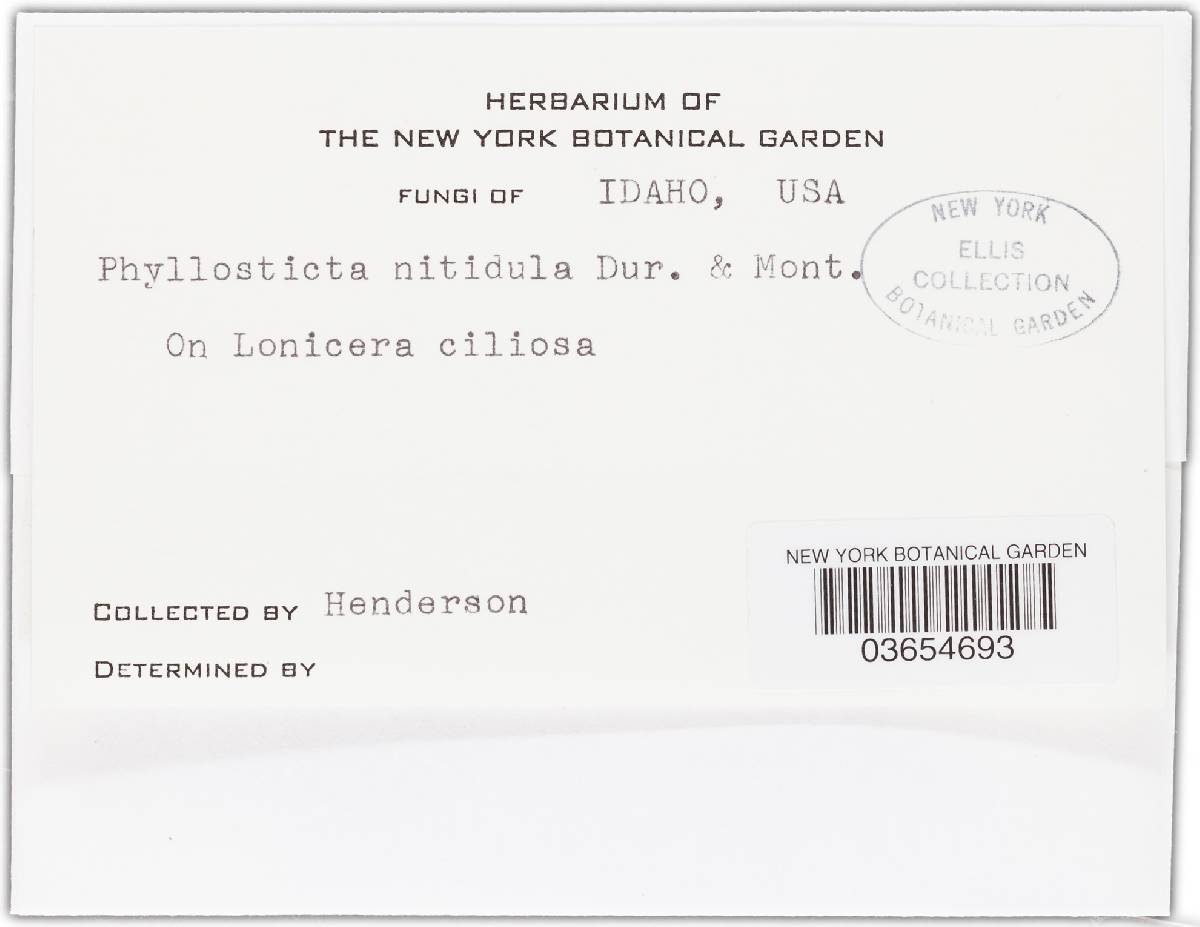 HERBARIUM OF
THE NEW YORK BOTANICAL GARDEN
FUNGI OF IDAHO, USA
Phyllosticta nitidula Dur. & Mont.
NEW YORK
ELLIS
COLLECTION
BOTANICAL GARDEN
On Lonicera ciliosa
NEW YORK BOTANICAL GARDEN
03654693
COLLECTED BY Henderson
DETERMINED BY